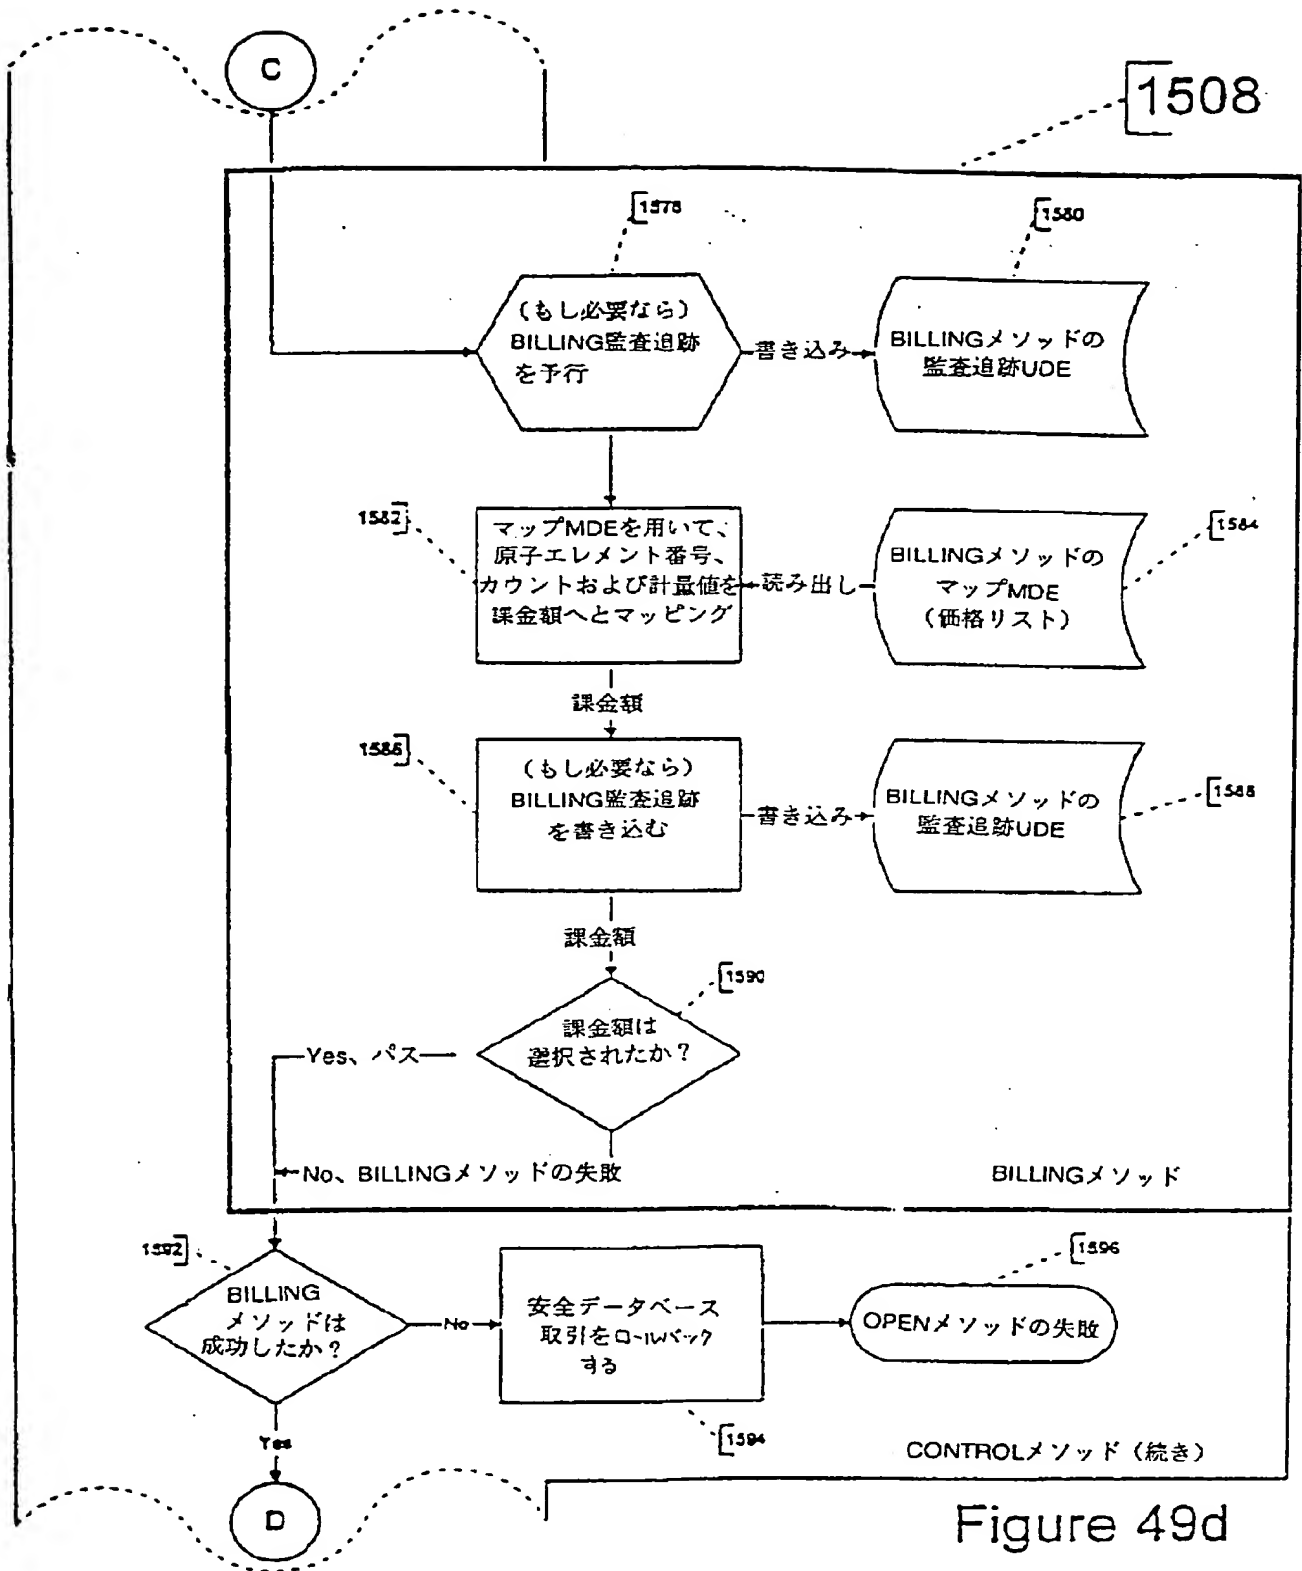 C
1508
1578
1580
(もし必要なら)
BILLING監査追跡
を予行
書き込み
BILLINGメソッドの
監査追跡UDE
1582
マップMDEを用いて、
原子エレメント番号、
カウントおよび計量値を
課金額へとマッピング
読み出し
BILLINGメソッドの
マップMDE
(価格リスト)
1584
課金額
1586
(もし必要なら)
BILLING監査追跡
を書き込む
書き込み
BILLINGメソッドの
監査追跡UDE
1588
課金額
1590
課金額は
選択されたか?
Yes、パス
No、BILLINGメソッドの失敗
BILLINGメソッド
1592
BILLING
メソッドは
成功したか?
No
安全データベース
取引をロールバック
する
1594
1596
OPENメソッドの失敗
Yes
CONTROLメソッド(続き)
D
Figure 49d